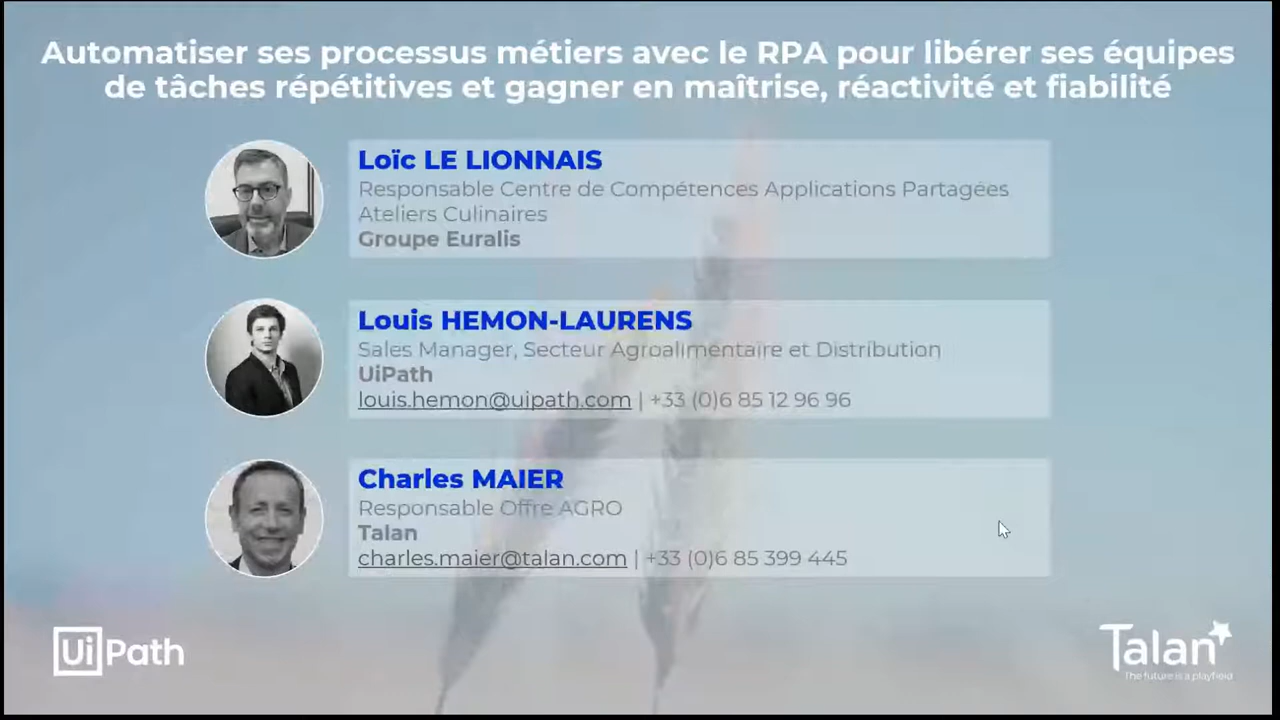 Automatiser ses processus métiers avec le RPA pour libérer ses équipes
de tâches répétitives et gagner en maîtrise, réactivité et fiabilité
Loïc LE LIONNAIS
Responsable Centre de Compétences Applications Partagées
Ateliers Culinaires
Groupe Euralis
Louis HEMON-LAURENS
Sales Manager, Secteur Agroalimentaire et Distribution
UiPath
louis.hemon@uipath.com | +33 (0)6 85 12 96 96
Charles MAIER
Responsable Offre AGRO
Talan
charles.maier@talan.com | +33 (0)6 85 399 445
UiPath
Talan
The future is a playfield